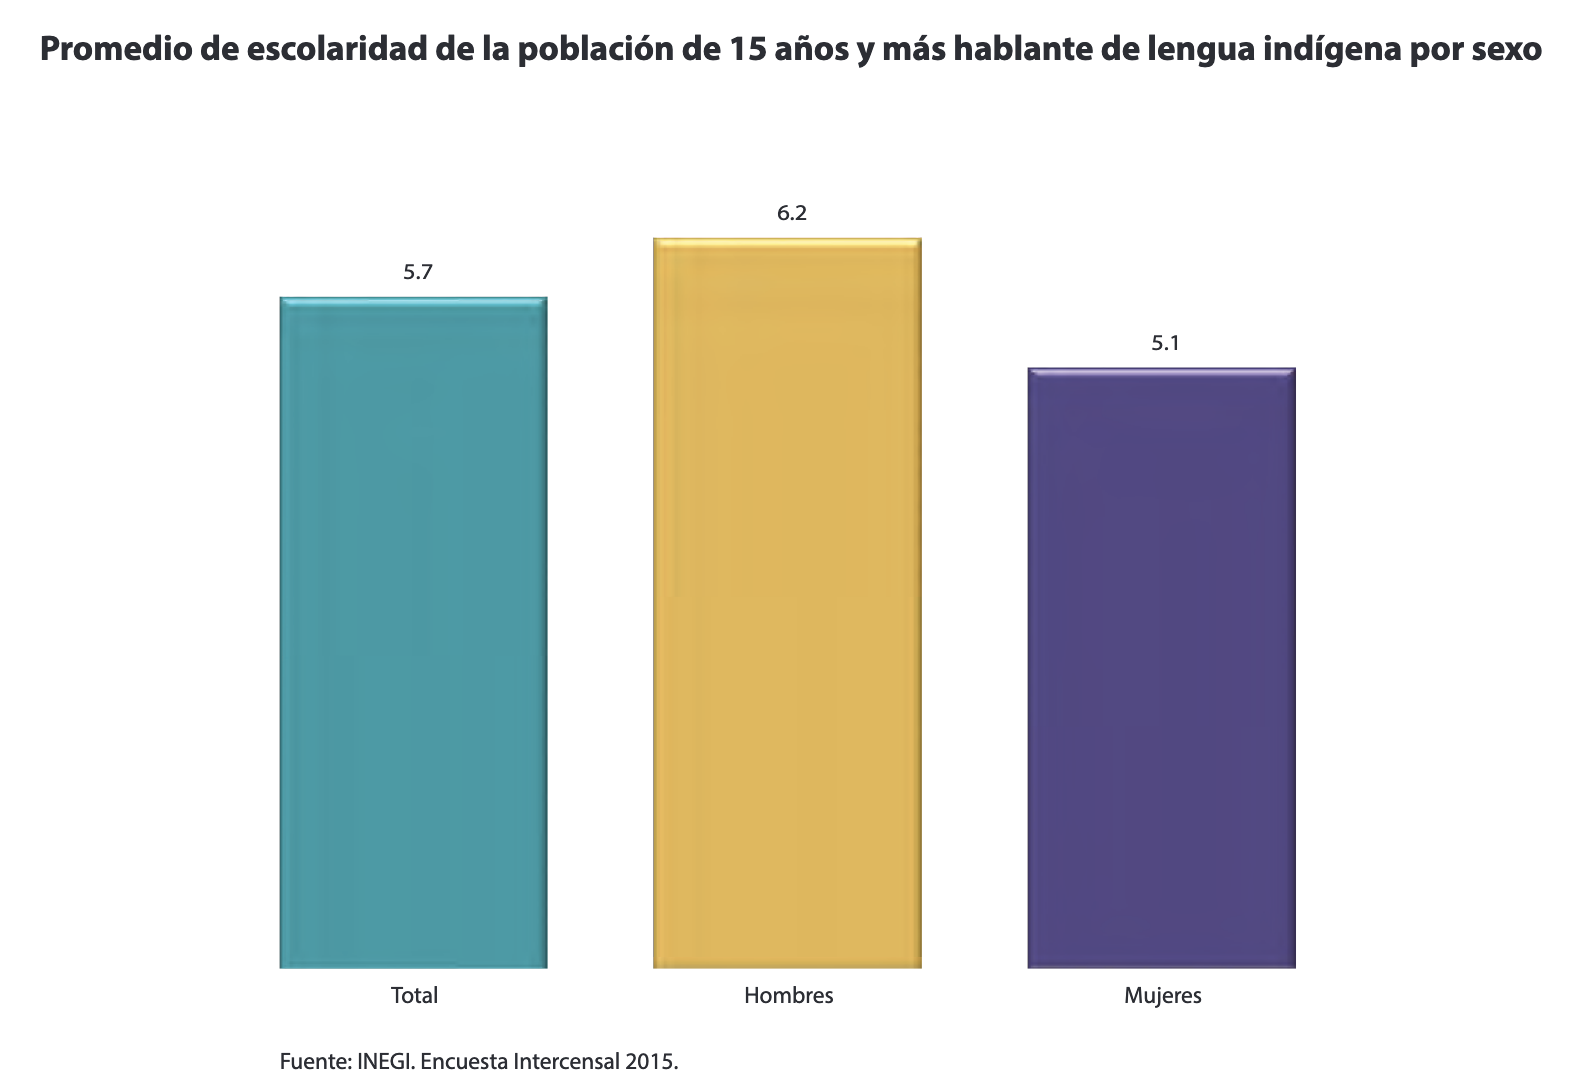 Promedio de escolaridad de la población de 15 años y más hablante de lengua indígena por sexo
6.2
5.7
5.1
Total
Hombres
Mujeres
Fuente: INEGI. Encuesta Intercensal 2015.